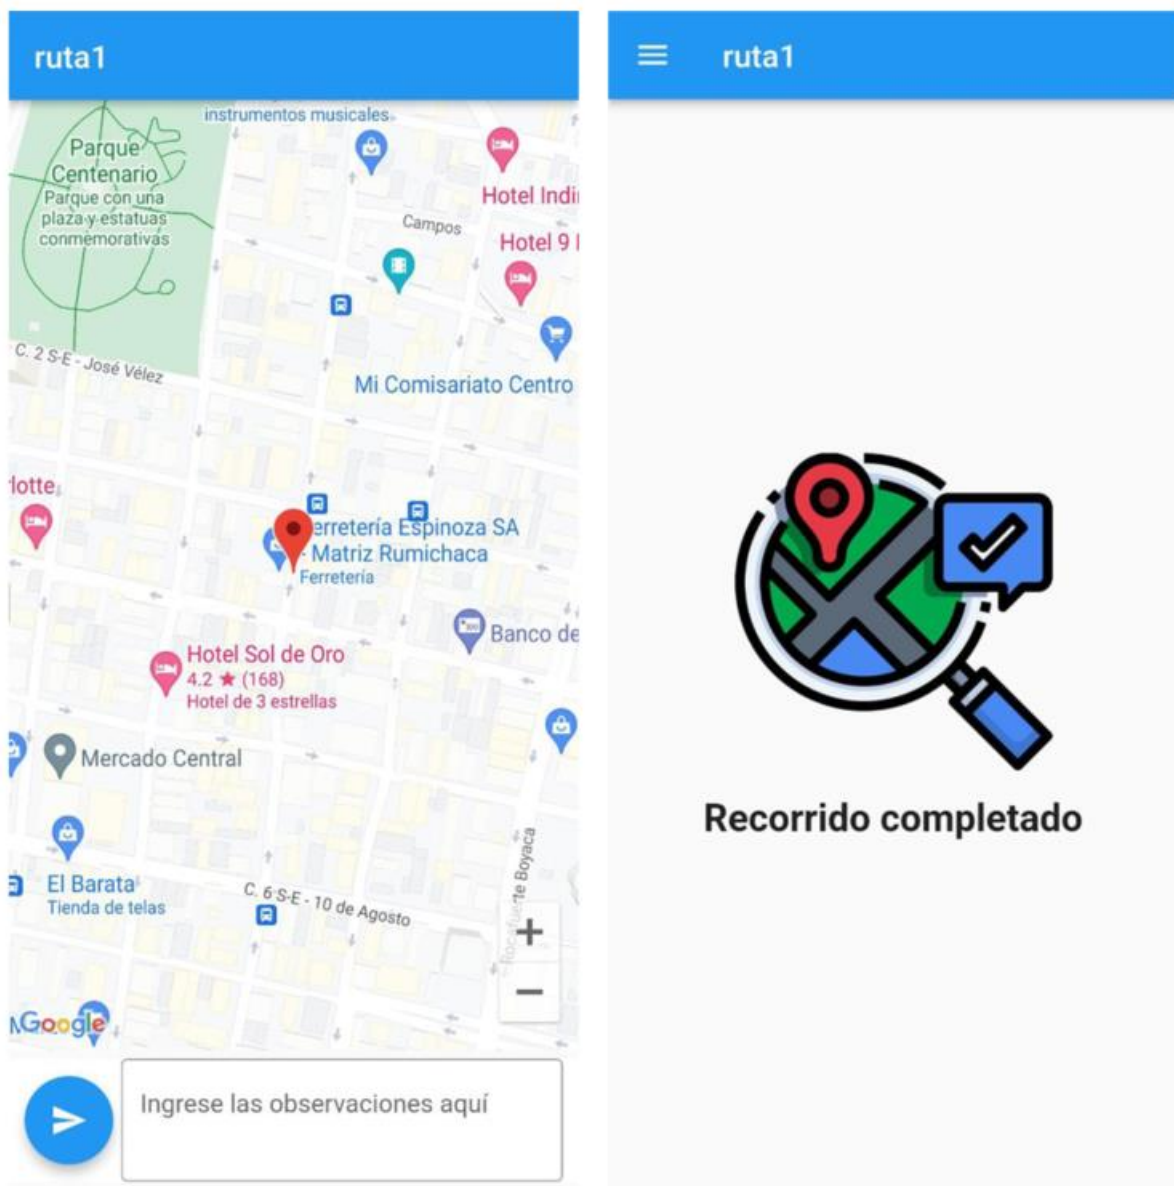 ruta1
instrumentos musicales
Parque
Centenario
Parque con una
plaza y estatuas
conmemorativas
Hotel Indi
Campos
Hotel 9
C. 2 S-E - José Vélez
Mi Comisariato Centro
lotte
erretería Espinoza SA
- Matriz Rumichaca
Ferretería
Banco de
Hotel Sol de Oro
4.2 ★ (168)
Hotel de 3 estrellas
Mercado Central
El Barata
Tienda de telas
C. 6 S-E - 10 de Agosto
rte Boyaca
+
−
Google
Ingrese las observaciones aquí
ruta1
Recorrido completado